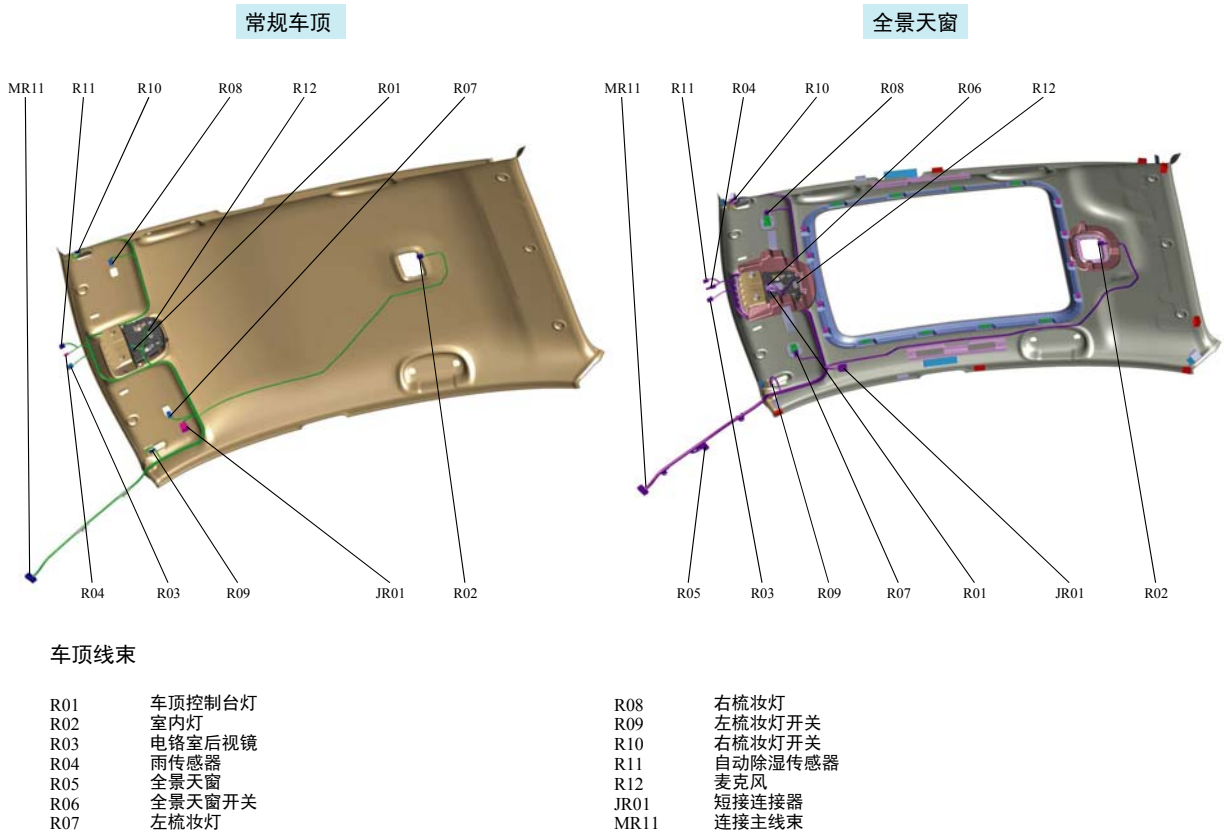 常规车顶
全景天窗
MR11 R11 R10 R08 R12 R01 R07
MR11 R11 R04 R10 R08 R06 R12
R04 R03 R09 JR01 R02
R05 R03 R09 R07 R01 JR01 R02
车顶线束
R01 车顶控制台灯
R02 室内灯
R03 电铬室后视镜
R04 雨传感器
R05 全景天窗
R06 全景天窗开关
R07 左梳妆灯
R08 右梳妆灯
R09 左梳妆灯开关
R10 右梳妆灯开关
R11 自动除湿传感器
R12 麦克风
JR01 短接连接器
MR11 连接主线束